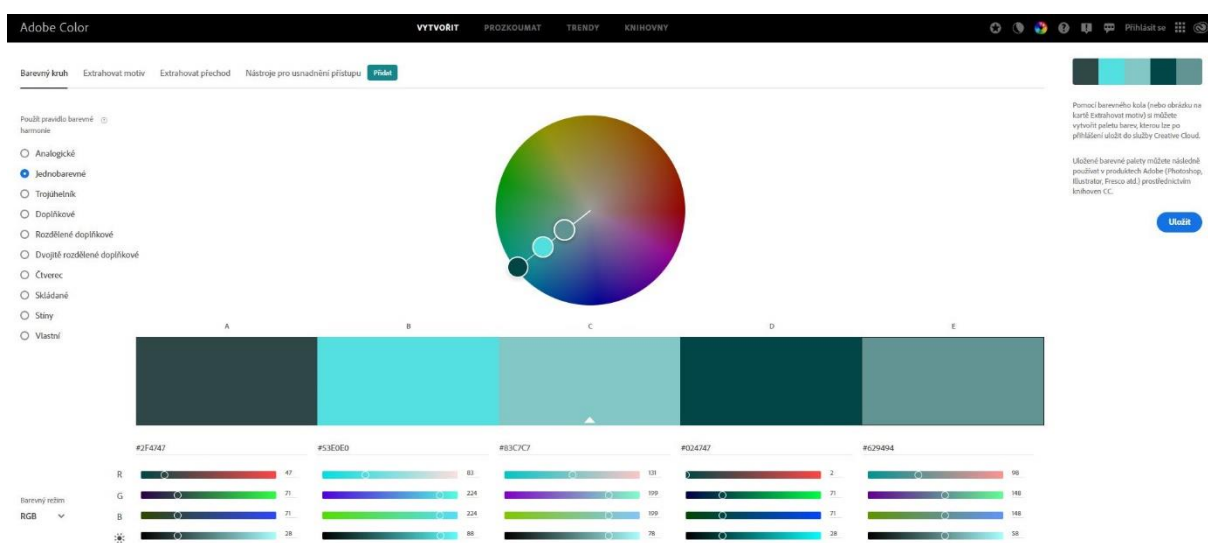 Adobe Color
VYTVOŘIT PROZKOUMAT TRENDY KNIHOVNY
Přihlásit se
Barevný kruh Extrahovat motiv Extrahovat přechod Nástroje pro usnadnění přístupu Přidat
Použít pravidlo barevné
harmonie
Analogické
Jednobarevné
Trojúhelník
Doplňkové
Rozdělené doplňkové
Dvojitě rozdělené doplňkové
Čtverec
Skládané
Stíny
Vlastní
Pomocí barevného kola (nebo obrázku na
kartě Extrahovat motiv) si můžete
vytvořit paletu barev, kterou lze po
přihlášení uložit do služby Creative Cloud.
Uložené barevné palety můžete následně
používat v produktech Adobe (Photoshop,
Illustrator, Fresco atd.) prostřednictvím
knihoven CC.
Uložit
A B C D E
#2F4747 #53E0E0 #83C7C7 #024747 #629494
R 47 83 131 2 98
Barevný režim
G 71 224 199 71 148
RGB
B 71 224 199 71 148
28 88 78 28 58